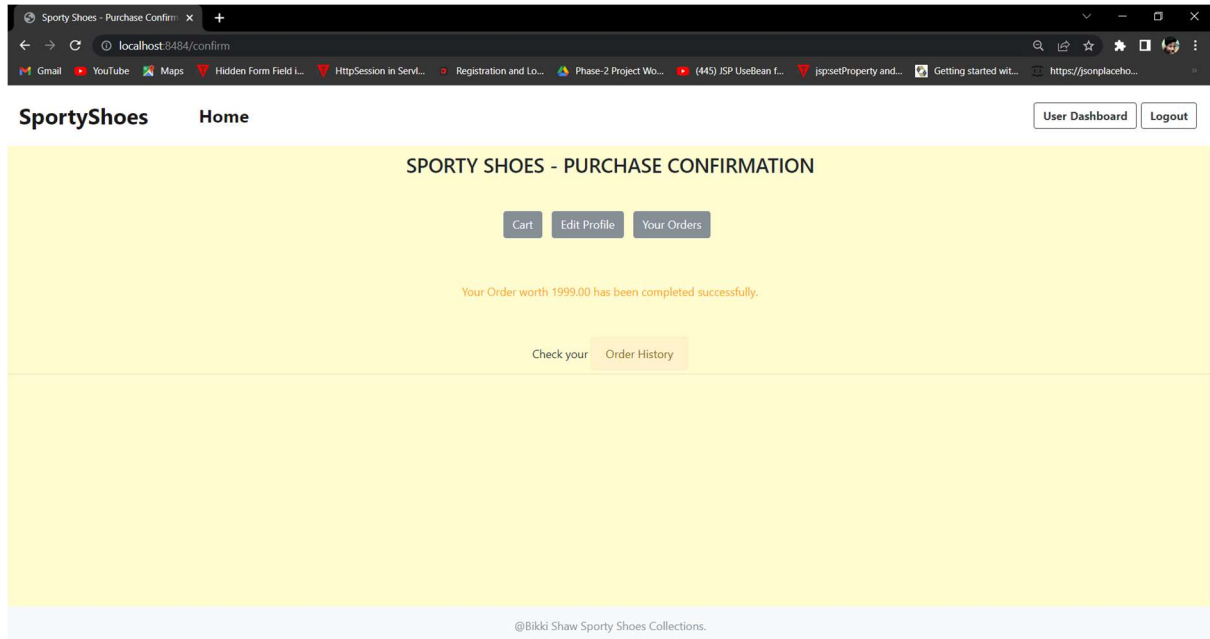 Sporty Shoes - Purchase Confirm
localhost:8484/confirm
Gmail YouTube Maps Hidden Form Field i... HttpSession in Servl... Registration and Lo... Phase-2 Project Wo... (445) JSP UseBean f... jsp:setProperty and... Getting started wit... https://jsonplaceho...
SportyShoes Home User Dashboard Logout
SPORTY SHOES - PURCHASE CONFIRMATION
Cart Edit Profile Your Orders
Your Order worth 1999.00 has been completed successfully.
Check your Order History
@Bikki Shaw Sporty Shoes Collections.